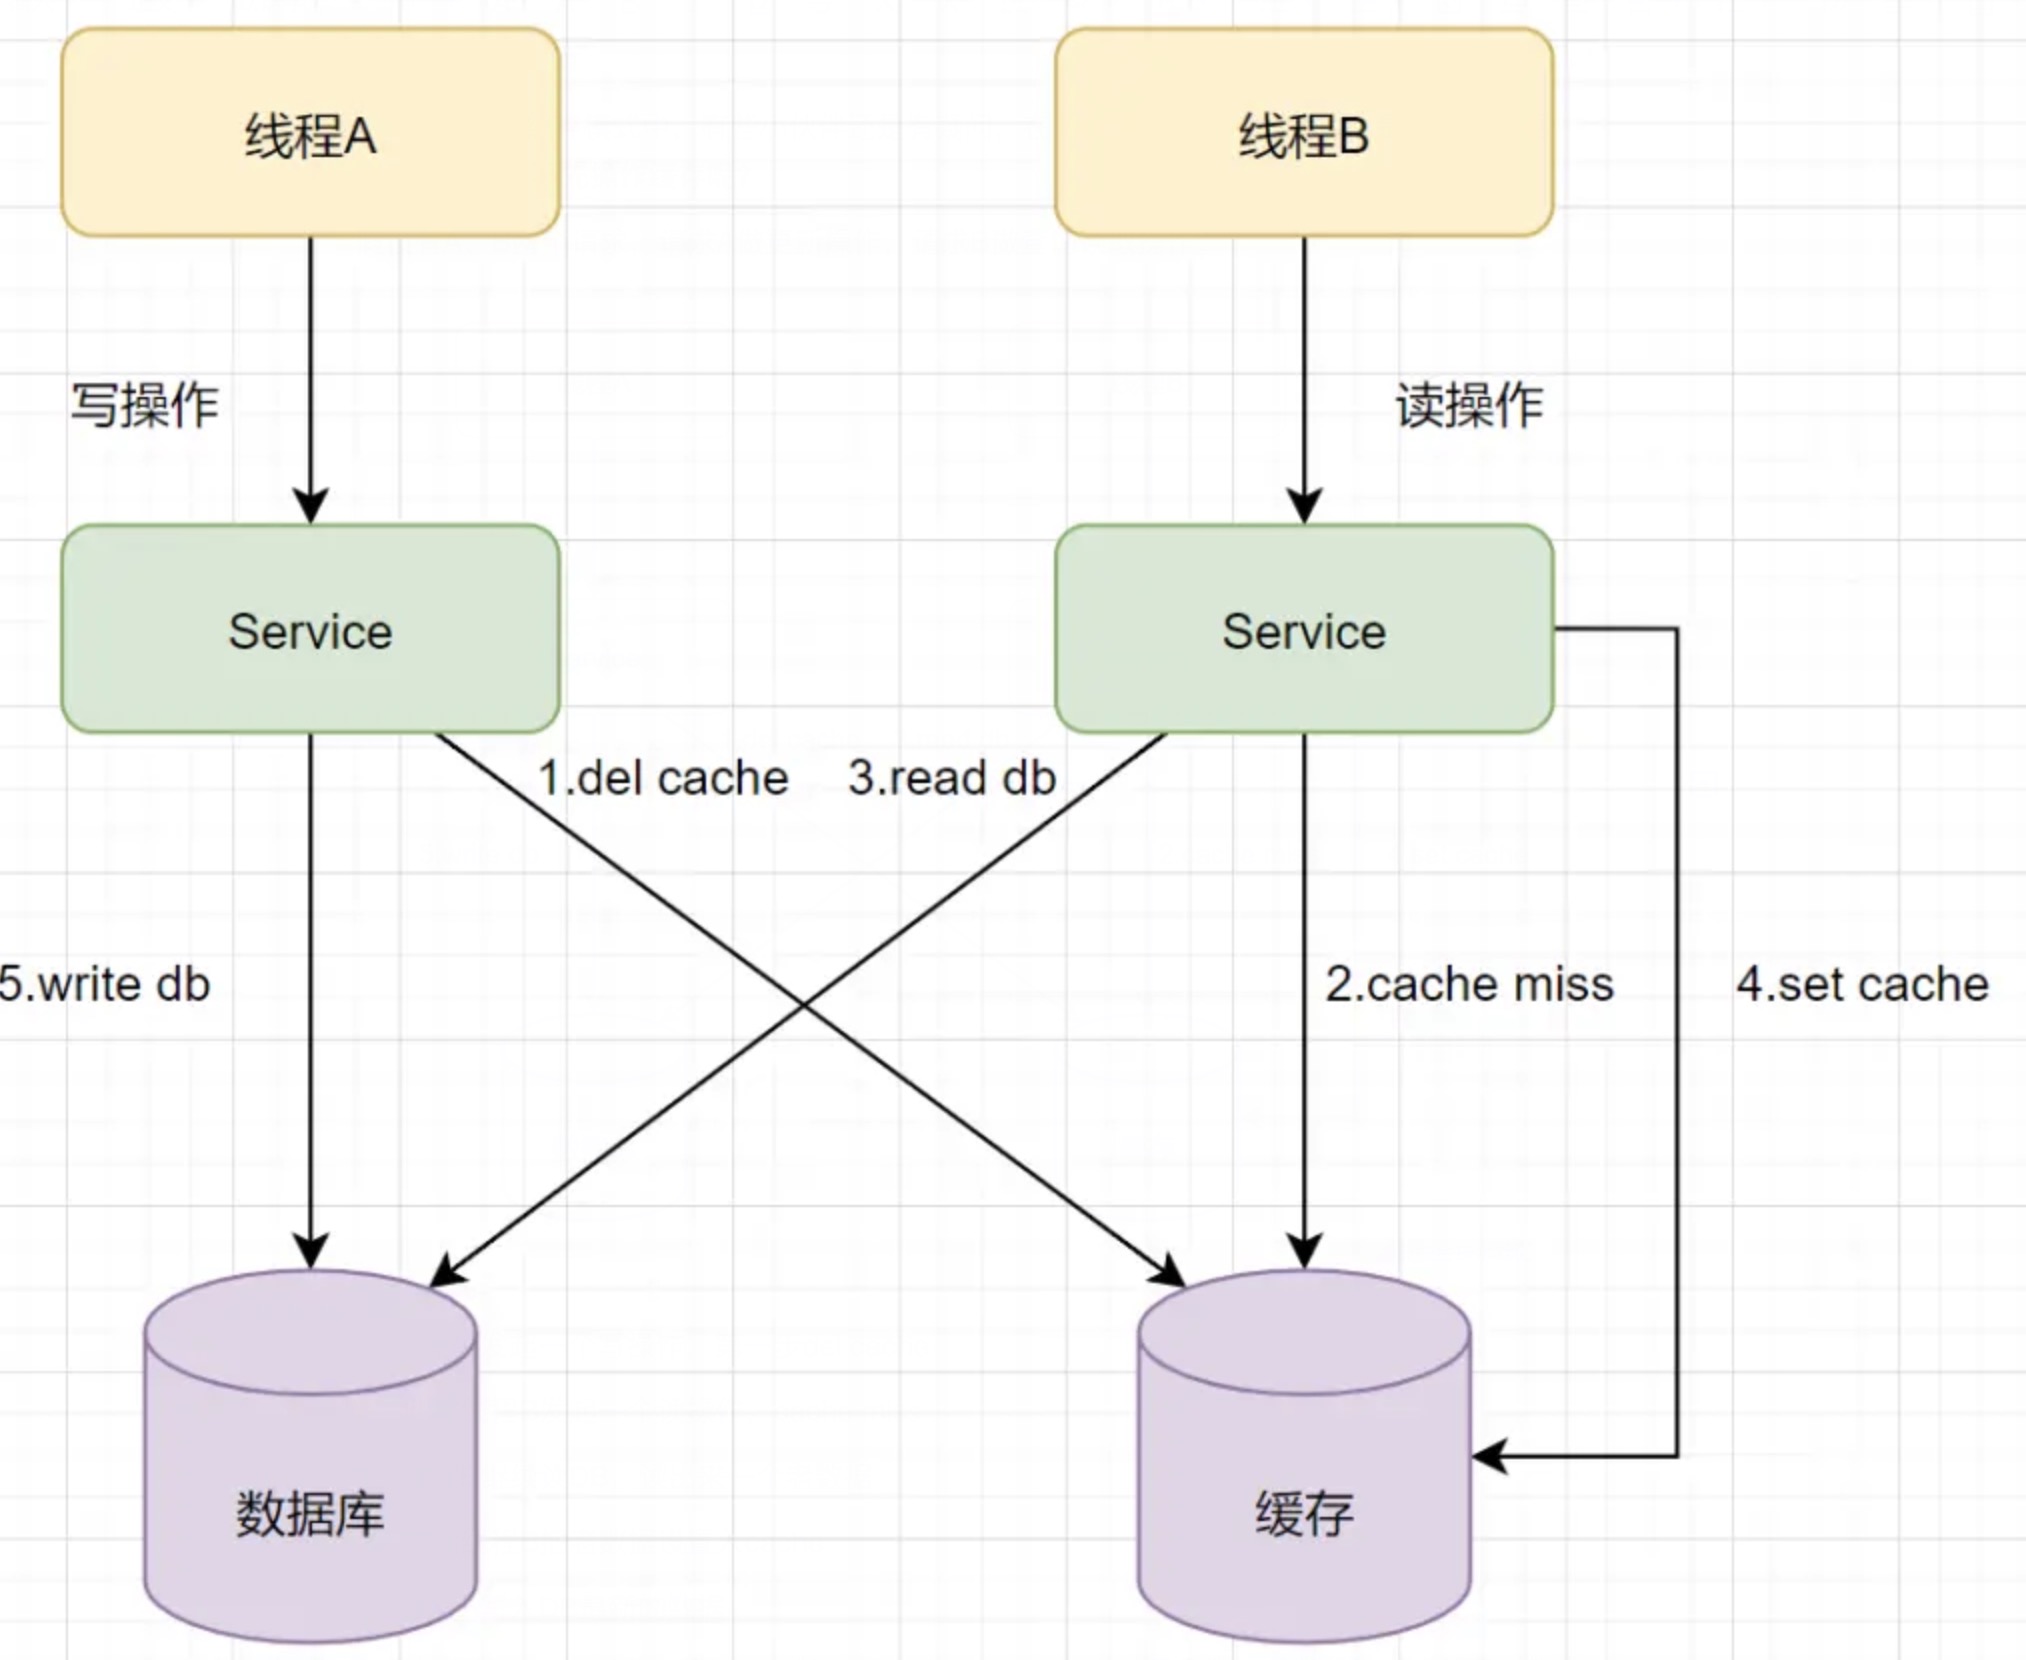 线程A
线程B
写操作
读操作
Service
Service
1.del cache
3.read db
5.write db
2.cache miss
4.set cache
数据库
缓存